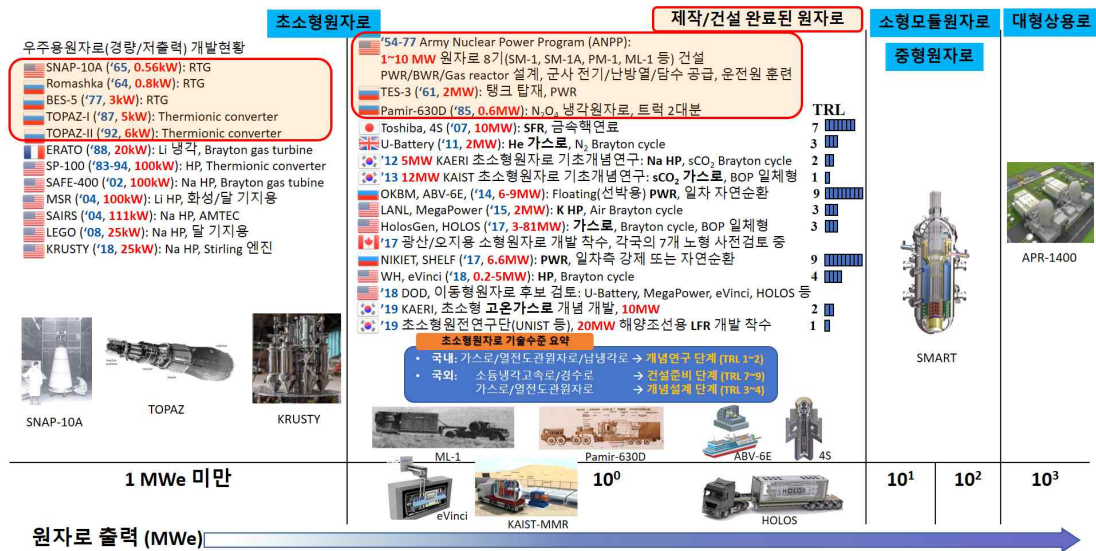 초소형원자로
제작/건설 완료된 원자로
소형모듈원자로
중형원자로
대형상용로
우주용원자로(경량/저출력) 개발현황
SNAP-10A ('65, 0.56kW): RTG
Romashka ('64, 0.8kW): RTG
BES-5 ('77, 3kW): RTG
TOPAZ-I ('87, 5kW): Thermionic converter
TOPAZ-II ('92, 6kW): Thermionic converter
ERATO ('88, 20kW): Li 냉각, Brayton gas turbine
SP-100 ('83-94, 100kW): HP, Thermionic converter
SAFE-400 ('02, 100kW): Na HP, Brayton gas tubine
MSR ('04, 100kW): Li HP, 화성/달 기지용
SAIRS ('04, 111kW): Na HP, AMTEC
LEGO ('08, 25kW): Na HP, 달 기지용
KRUSTY ('18, 25kW): Na HP, Stirling 엔진
'54-77 Army Nuclear Power Program (ANPP):
1~10 MW 원자로 8기(SM-1, SM-1A, PM-1, ML-1 등) 건설
PWR/BWR/Gas reactor 설계, 군사 전기/난방열/담수 공급, 운전원 훈련
TES-3 ('61, 2MW): 탱크 탑재, PWR
Pamir-630D ('85, 0.6MW): N₂O₄ 냉각원자로, 트럭 2대분
TRL
Toshiba, 4S ('07, 10MW): SFR, 금속핵연료 7
U-Battery ('11, 2MW): He 가스로, N₂ Brayton cycle 3
'12 5MW KAERI 초소형원자로 기초개념연구: Na HP, sCO₂ Brayton cycle 2
'13 12MW KAIST 초소형원자로 기초개념연구: sCO₂ 가스로, BOP 일체형 1
OKBM, ABV-6E, ('14, 6-9MW): Floating(선박용) PWR, 일차 자연순환 9
LANL, MegaPower ('15, 2MW): K HP, Air Brayton cycle 3
HolosGen, HOLOS ('17, 3-81MW): 가스로, Brayton cycle, BOP 일체형 3
'17 광산/오지용 소형원자로 개발 착수, 각국의 7개 노형 사전검토 중
NIKIET, SHELF ('17, 6.6MW): PWR, 일차측 강제 또는 자연순환 9
WH, eVinci ('18, 0.2-5MW): HP, Brayton cycle 4
'18 DOD, 이동형원자로 후보 검토: U-Battery, MegaPower, eVinci, HOLOS 등
'19 KAERI, 초소형 고온가스로 개념 개발, 10MW 2
'19 초소형원전연구단(UNIST 등), 20MW 해양조선용 LFR 개발 착수 1
초소형원자로 기술수준 요약
• 국내: 가스로/열전도관원자로/납냉각로 → 개념연구 단계 (TRL 1~2)
• 국외: 소듐냉각고속로/경수로 → 건설준비 단계 (TRL 7~9)
가스로/열전도관원자로 → 개념설계 단계 (TRL 3~4)
SNAP-10A
TOPAZ
KRUSTY
ML-1
Pamir-630D
ABV-6E
4S
SMART
APR-1400
1 MWe 미만
10⁰
10¹
10²
10³
eVinci
KAIST-MMR
HOLOS
HOLOS
원자로 출력 (MWe)